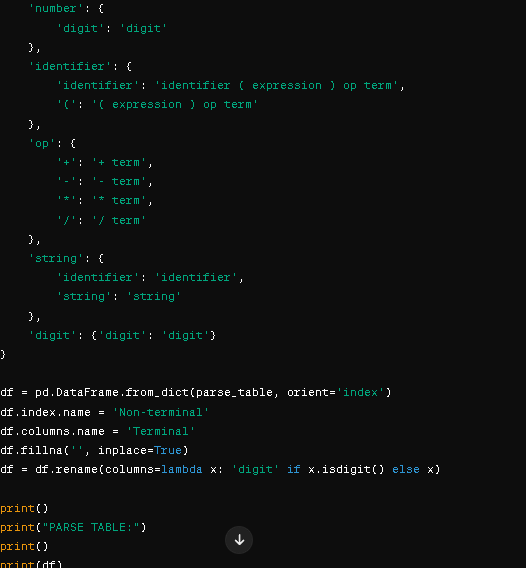 'number': {
        'digit': 'digit'
    },
    'identifier': {
        'identifier': 'identifier ( expression ) op term',
        '(': '( expression ) op term'
    },
    'op': {
        '+': '+ term',
        '-': '- term',
        '*': '* term',
        '/': '/ term'
    },
    'string': {
        'identifier': 'identifier',
        'string': 'string'
    },
    'digit': {'digit': 'digit'}
}

df = pd.DataFrame.from_dict(parse_table, orient='index')
df.index.name = 'Non-terminal'
df.columns.name = 'Terminal'
df.fillna('', inplace=True)
df = df.rename(columns=lambda x: 'digit' if x.isdigit() else x)

print()
print("PARSE TABLE:")
print()
print(df)